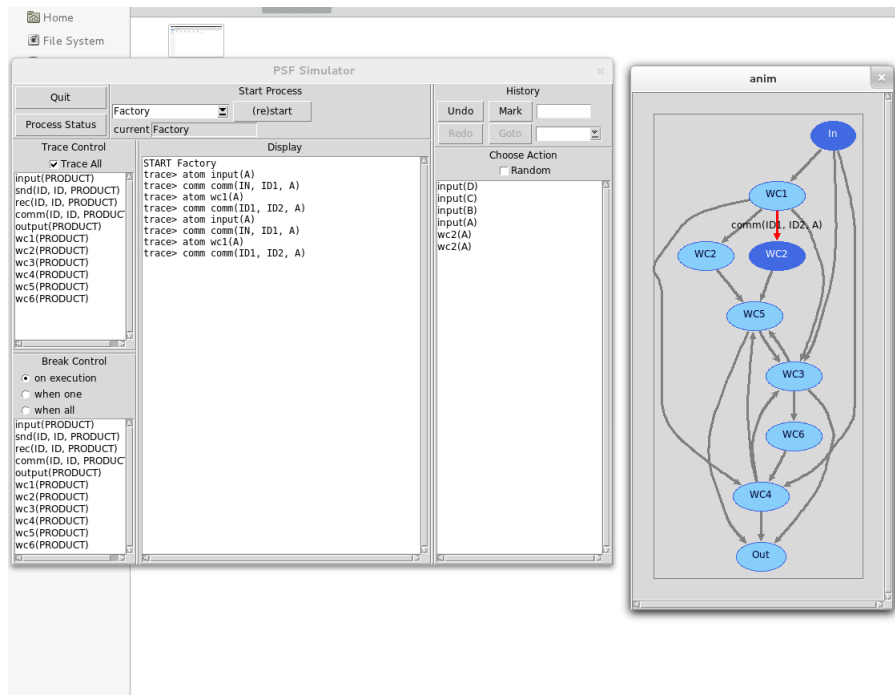 Home
File System
PSF Simulator
Quit
Process Status
Start Process
Factory
(re)start
current Factory
History
Undo
Mark
Redo
Goto
Trace Control
Trace All
input(PRODUCT)
snd(ID, ID, PRODUCT)
rec(ID, ID, PRODUCT)
comm(ID, ID, PRODUC
output(PRODUCT)
wc1(PRODUCT)
wc2(PRODUCT)
wc3(PRODUCT)
wc4(PRODUCT)
wc5(PRODUCT)
wc6(PRODUCT)
Break Control
on execution
when one
when all
input(PRODUCT)
snd(ID, ID, PRODUCT)
rec(ID, ID, PRODUCT)
comm(ID, ID, PRODUCT
output(PRODUCT)
wc1(PRODUCT)
wc2(PRODUCT)
wc3(PRODUCT)
wc4(PRODUCT)
wc5(PRODUCT)
wc6(PRODUCT)
Display
START Factory
trace> atom input(A)
trace> comm comm(IN, ID1, A)
trace> atom wc1(A)
trace> comm comm(ID1, ID2, A)
trace> atom input(A)
trace> comm comm(IN, ID1, A)
trace> atom wc1(A)
trace> comm comm(ID1, ID2, A)
Choose Action
Random
input(D)
input(C)
input(B)
input(A)
wc2(A)
wc2(A)
anim
In
WC1
comm(ID1, ID2, A)
WC2
WC2
WC5
WC3
WC6
WC4
Out